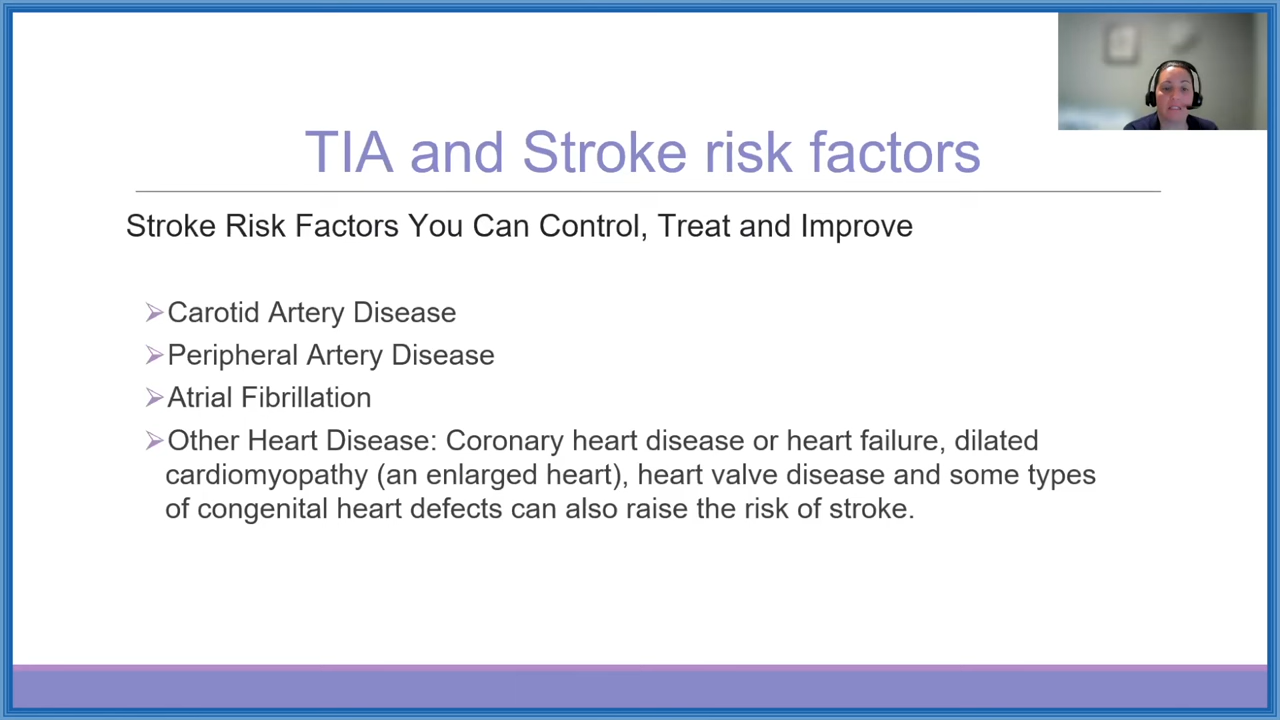 TIA and Stroke risk factors
Stroke Risk Factors You Can Control, Treat and Improve
➢Carotid Artery Disease
➢Peripheral Artery Disease
➢Atrial Fibrillation
➢Other Heart Disease: Coronary heart disease or heart failure, dilated
cardiomyopathy (an enlarged heart), heart valve disease and some types
of congenital heart defects can also raise the risk of stroke.